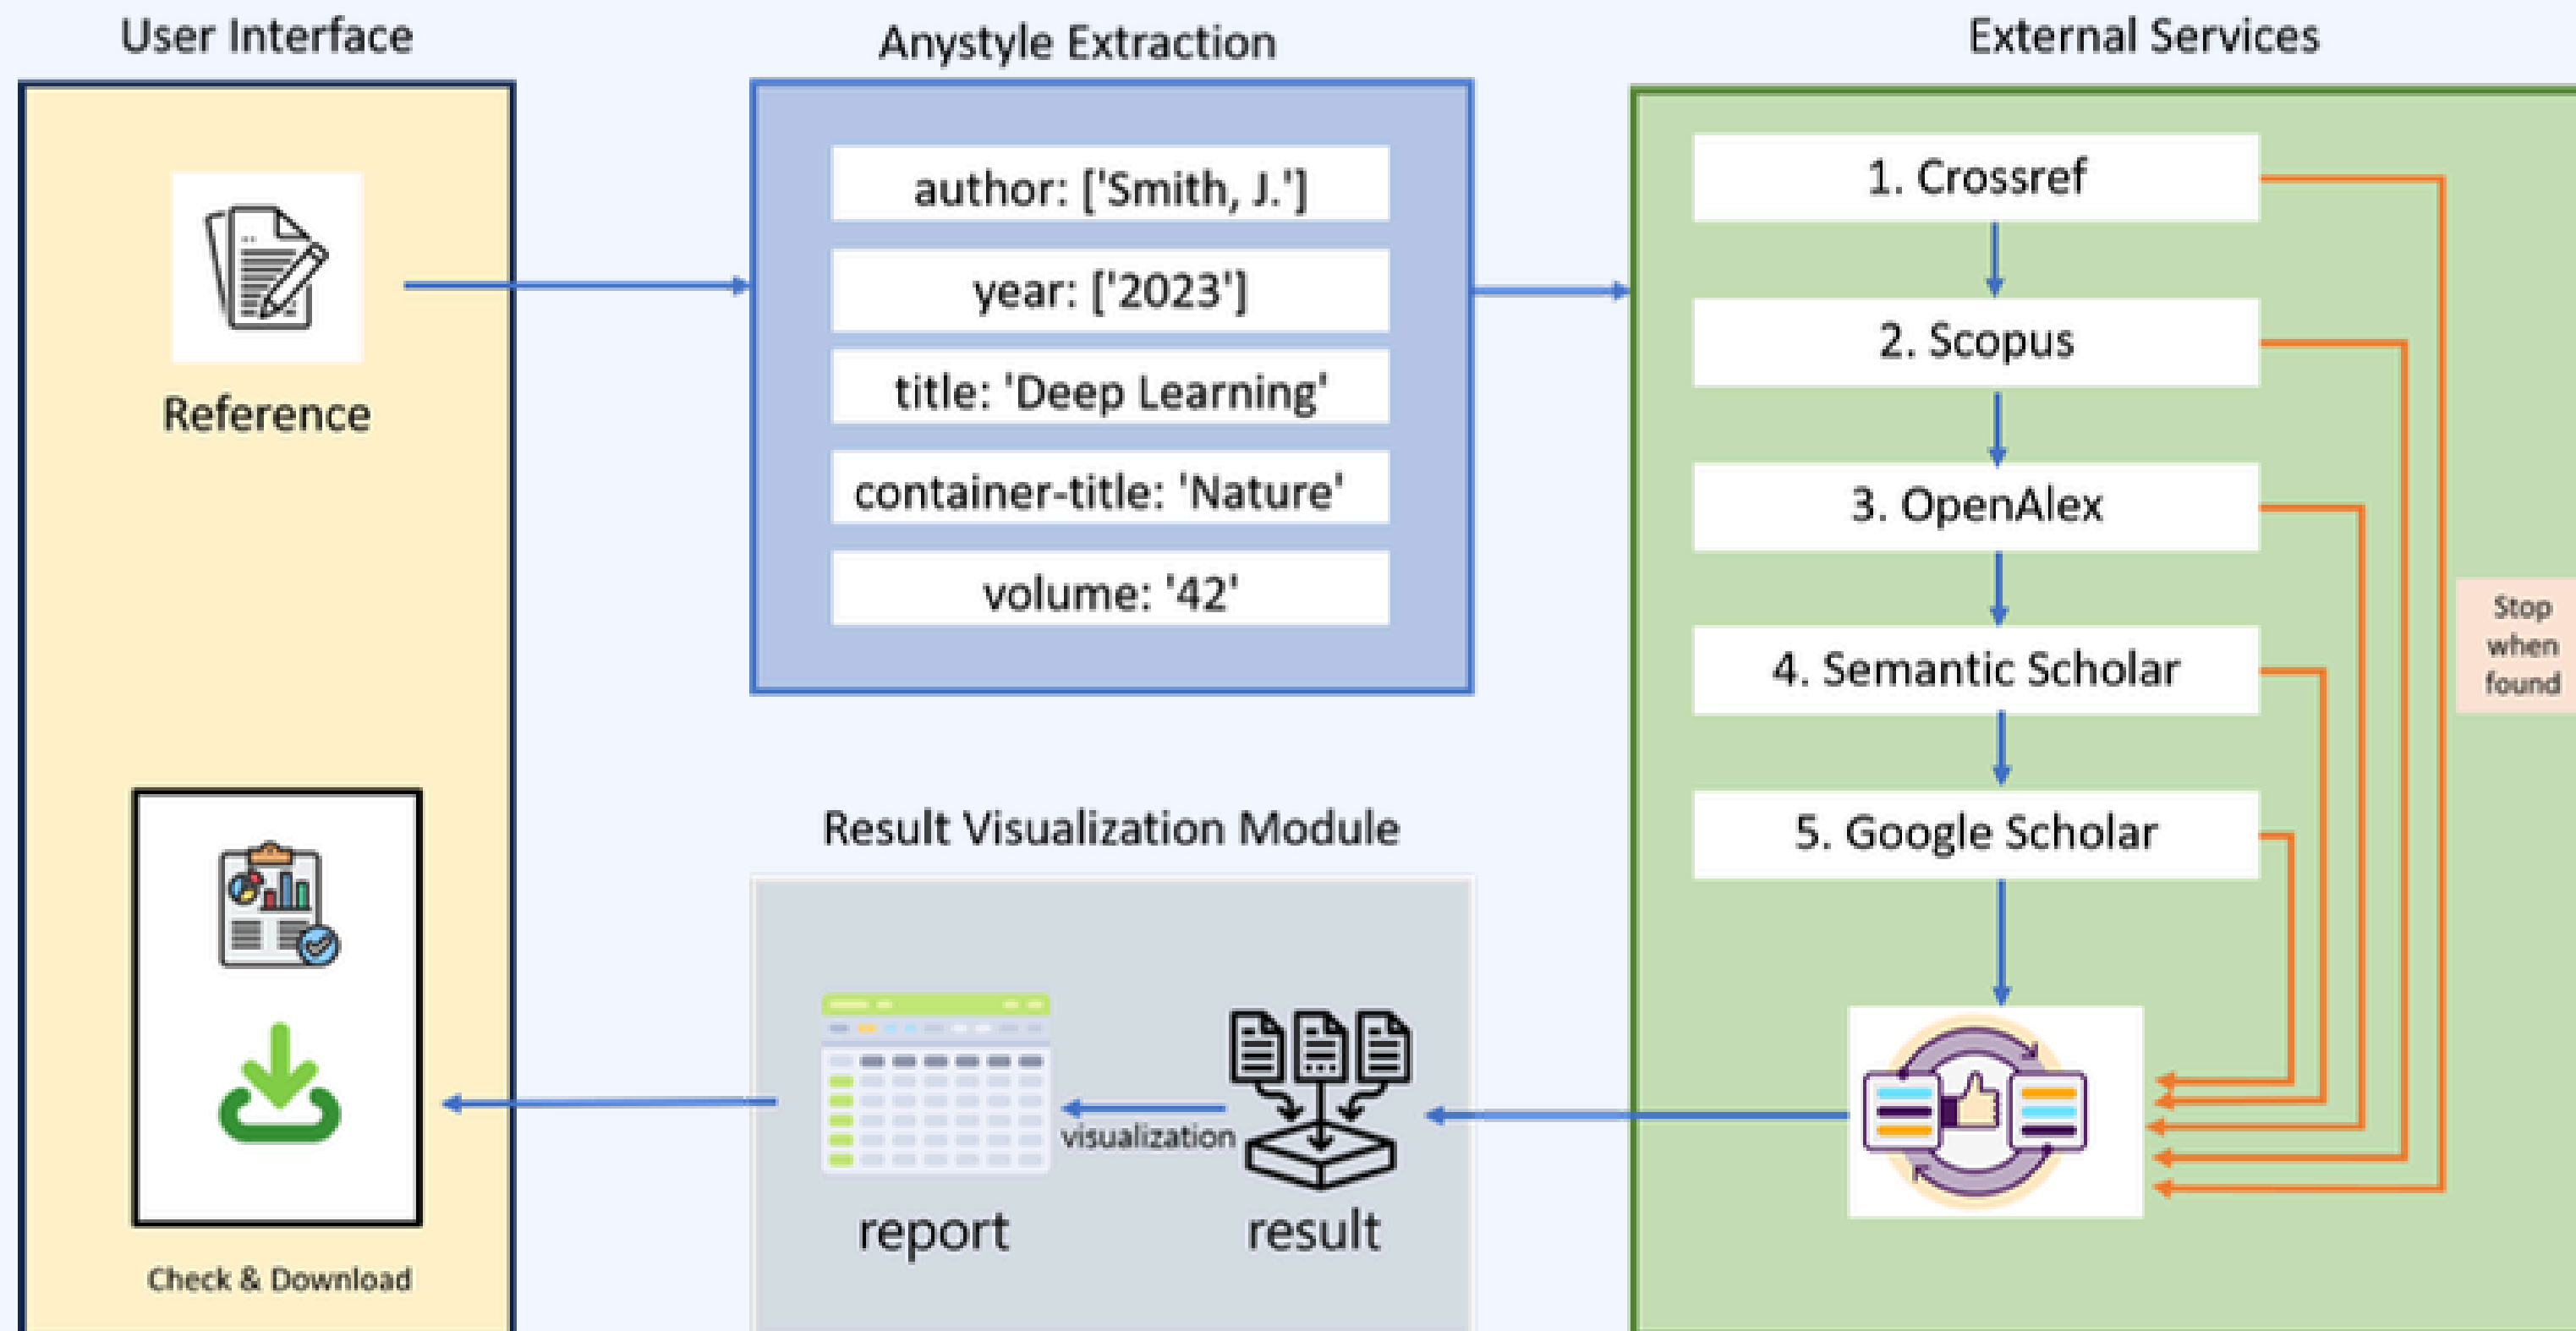 User Interface
Reference
Check & Download
Anystyle Extraction
author: ['Smith, J.']
year: ['2023']
title: 'Deep Learning'
container-title: 'Nature'
volume: '42'
External Services
1. Crossref
2. Scopus
3. OpenAlex
4. Semantic Scholar
5. Google Scholar
Stop
when
found
Result Visualization Module
visualization
report
result